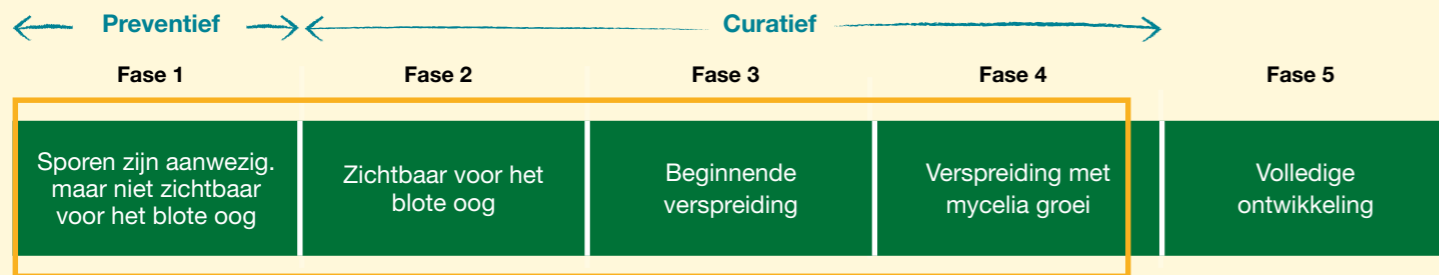 Preventief
Curatief
Fase 1
Fase 2
Fase 3
Fase 4
Fase 5
Sporen zijn aanwezig.
maar niet zichtbaar
voor het blote oog
Zichtbaar voor het
blote oog
Beginnende
verspreiding
Verspreiding met
mycelia groei
Volledige
ontwikkeling